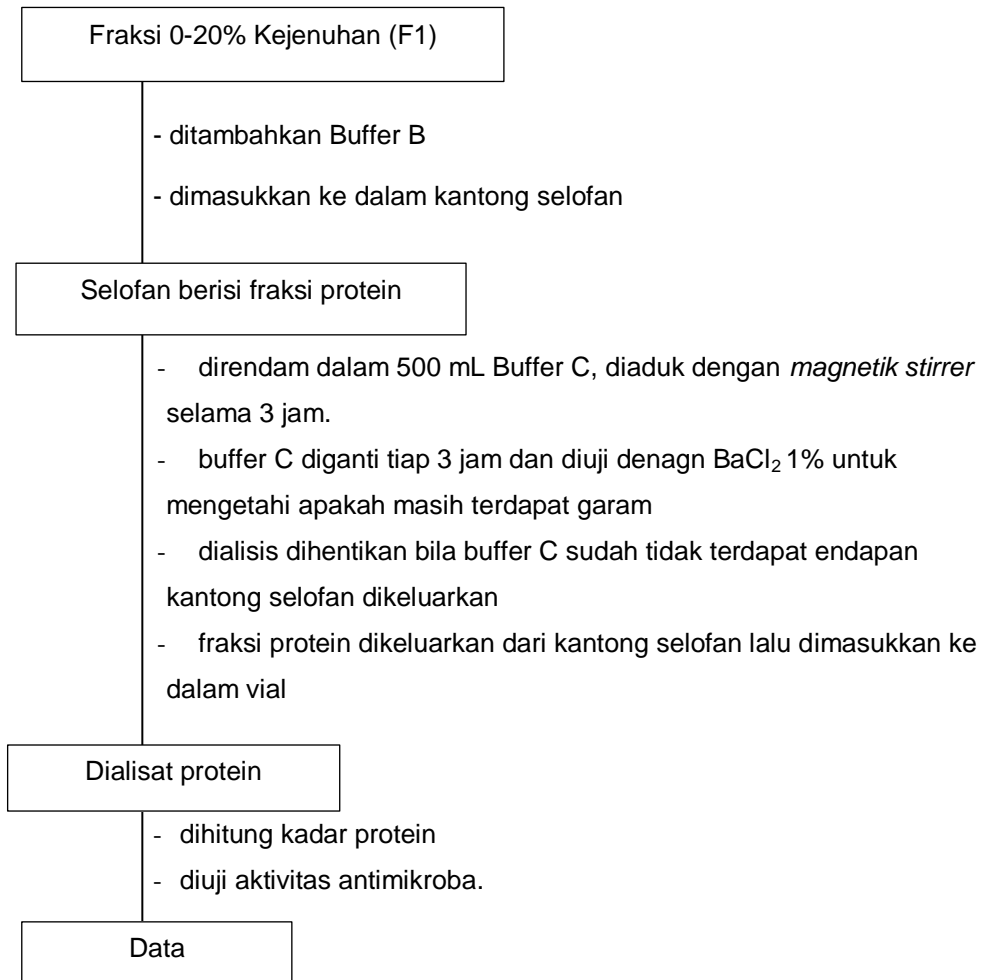 Fraksi 0-20% Kejenuhan (F1)
- ditambahkan Buffer B
- dimasukkan ke dalam kantong selofan
Selofan berisi fraksi protein
- direndam dalam 500 mL Buffer C, diaduk dengan magnetik stirrer
selama 3 jam.
- buffer C diganti tiap 3 jam dan diuji denagn BaCl₂ 1% untuk
mengetahi apakah masih terdapat garam
- dialisis dihentikan bila buffer C sudah tidak terdapat endapan
kantong selofan dikeluarkan
- fraksi protein dikeluarkan dari kantong selofan lalu dimasukkan ke
dalam vial
Dialisat protein
- dihitung kadar protein
- diuji aktivitas antimikroba.
Data